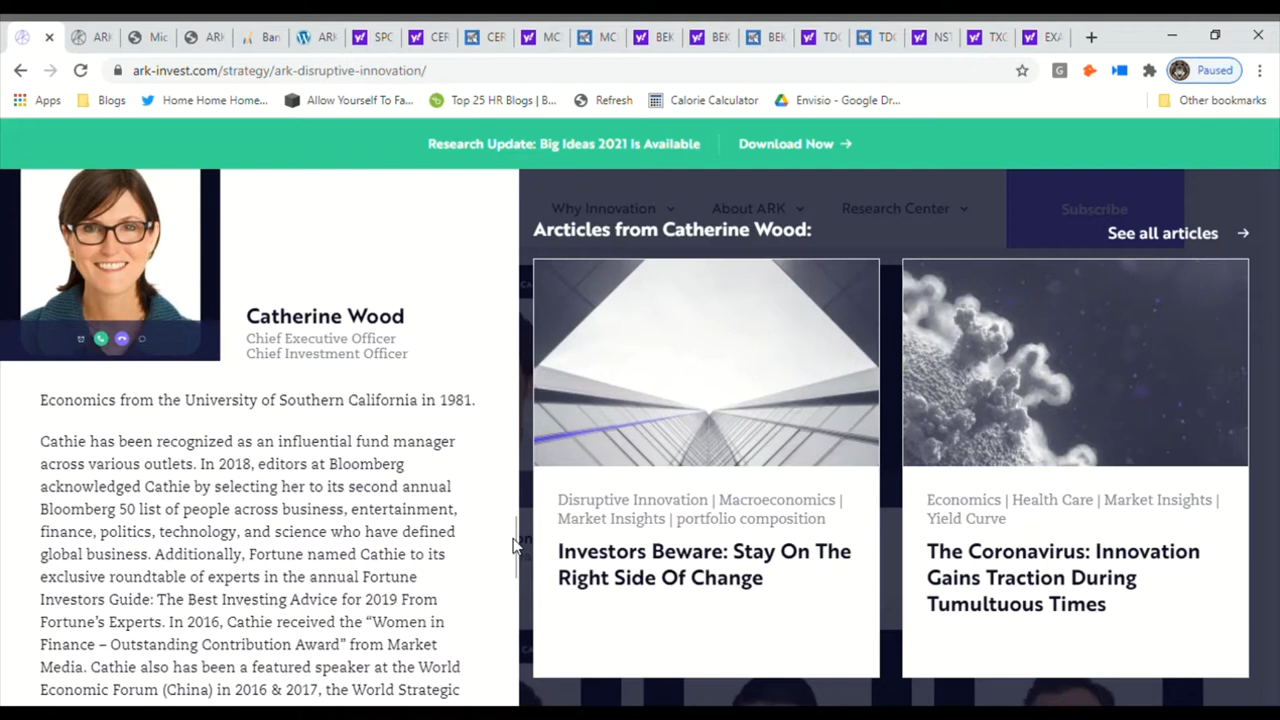 ARK
Mic
ARK
Ban
ARK
SPC
CER
CER
MC
MC
BEK
BEK
BEK
TDC
TDC
NST
TXC
EXA
ark-invest.com/strategy/ark-disruptive-innovation/
Paused
Apps
Blogs
Home Home Home...
Allow Yourself To Fa...
Top 25 HR Blogs | B...
Refresh
Calorie Calculator
Envisio - Google Dr...
Other bookmarks
Research Update: Big Ideas 2021 Is Available
Download Now →
Why Innovation
About ARK
Research Center
Subscribe
Arcticles from Catherine Wood:
See all articles →
Catherine Wood
Chief Executive Officer
Chief Investment Officer
Economics from the University of Southern California in 1981.
Cathie has been recognized as an influential fund manager
across various outlets. In 2018, editors at Bloomberg
acknowledged Cathie by selecting her to its second annual
Bloomberg 50 list of people across business, entertainment,
finance, politics, technology, and science who have defined
global business. Additionally, Fortune named Cathie to its
exclusive roundtable of experts in the annual Fortune
Investors Guide: The Best Investing Advice for 2019 From
Fortune’s Experts. In 2016, Cathie received the “Women in
Finance – Outstanding Contribution Award” from Market
Media. Cathie also has been a featured speaker at the World
Economic Forum (China) in 2016 & 2017, the World Strategic
Disruptive Innovation | Macroeconomics |
Market Insights | portfolio composition
Investors Beware: Stay On The
Right Side Of Change
Economics | Health Care | Market Insights |
Yield Curve
The Coronavirus: Innovation
Gains Traction During
Tumultuous Times